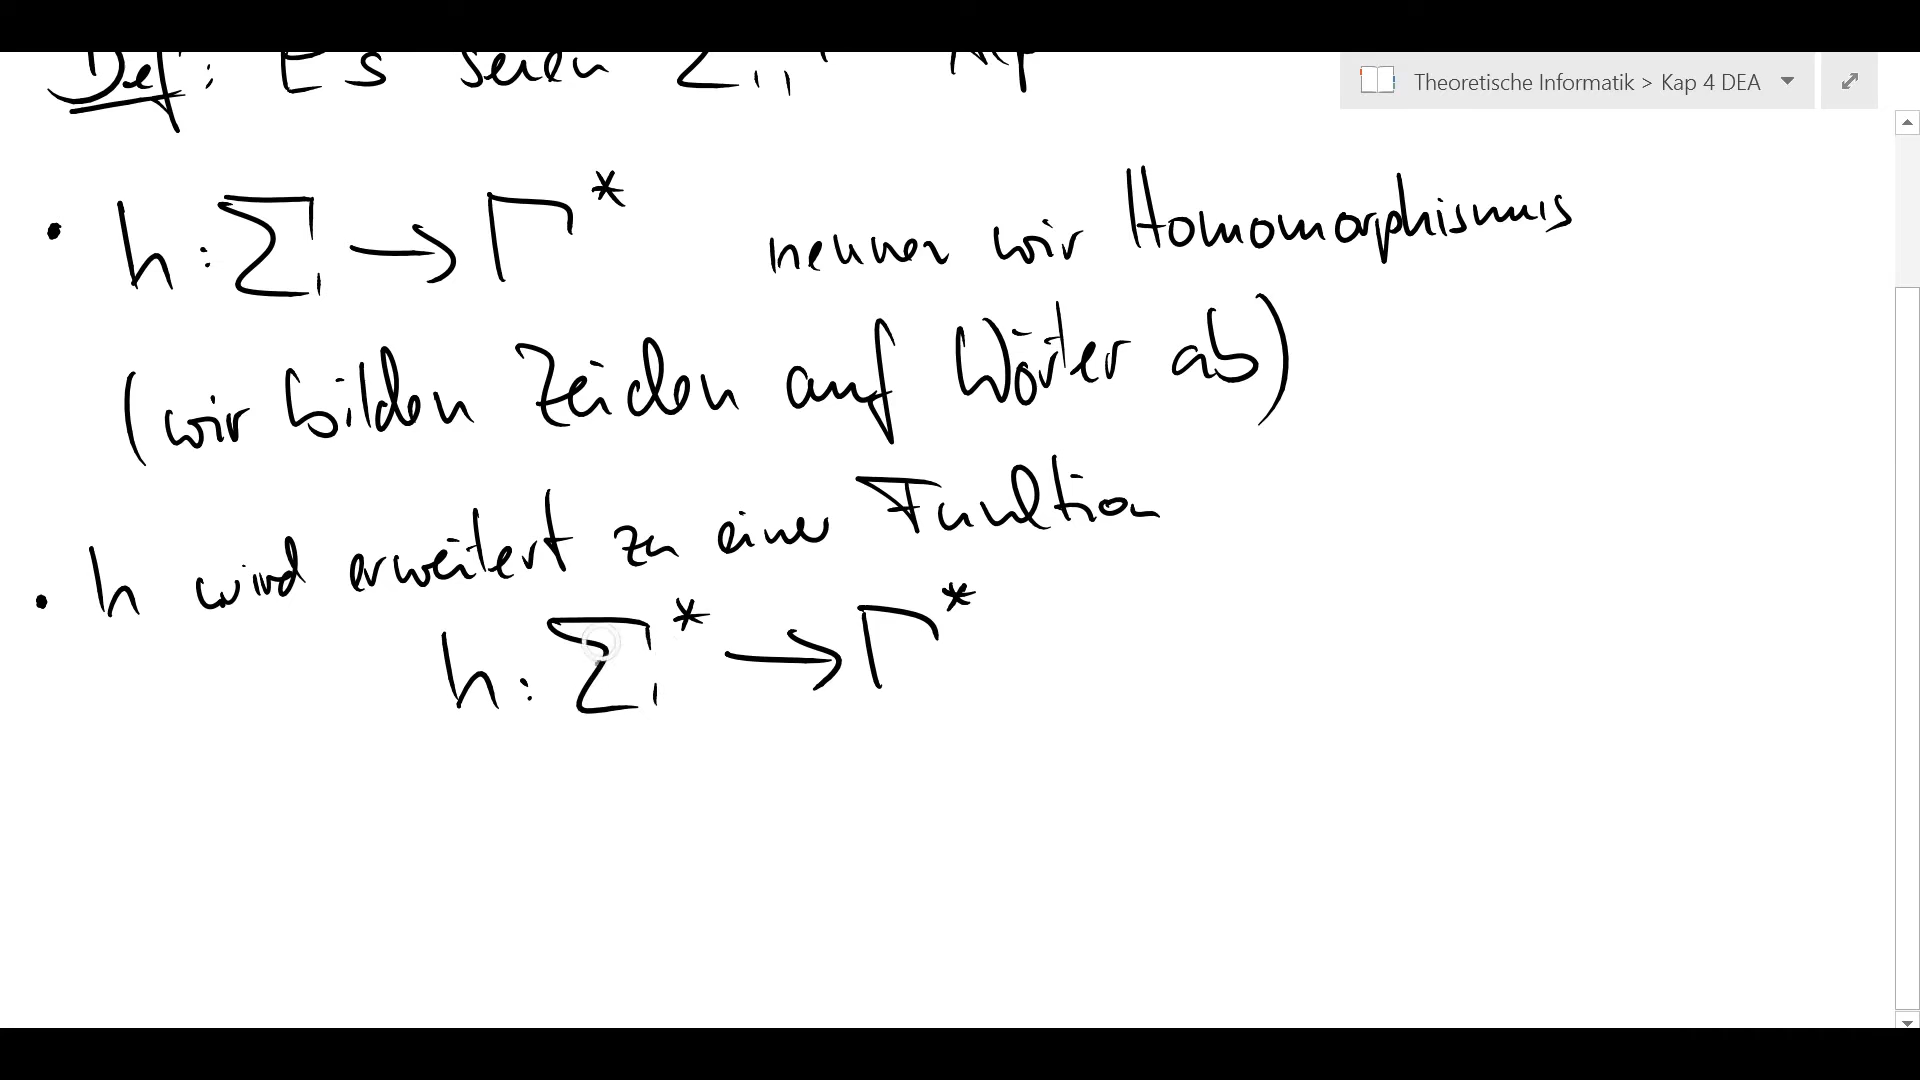 Def: Es seien Σ, Γ Alp
Theoretische Informatik > Kap 4 DEA
• h: Σ → Γ* nennen wir Homomorphismus
(wir bilden Zeichen auf Wörter ab)
• h wird erweitert zu einer Funktion
h: Σ* → Γ*